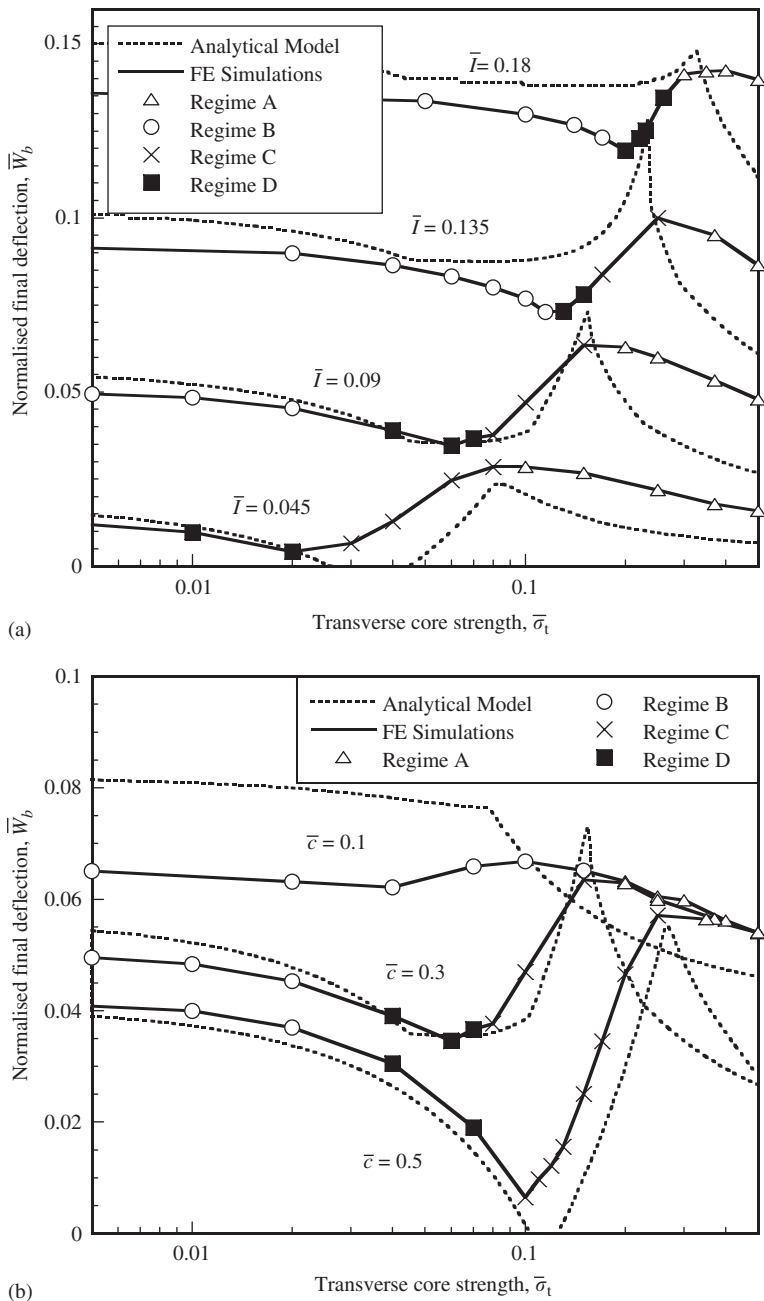 0.15
0.1
0.05
0
Normalised final deflection, W̅b
Analytical Model
FE Simulations
Regime A
Regime B
Regime C
Regime D
I̅ = 0.18
I̅ = 0.135
I̅ = 0.09
I̅ = 0.045
0.01
0.1
(a)
Transverse core strength, σ̅t
0.1
0.08
0.06
0.04
0.02
0
Normalised final deflection, W̅b
Analytical Model
FE Simulations
Regime A
Regime B
Regime C
Regime D
c̅ = 0.1
c̅ = 0.3
c̅ = 0.5
0.01
0.1
(b)
Transverse core strength, σ̅t